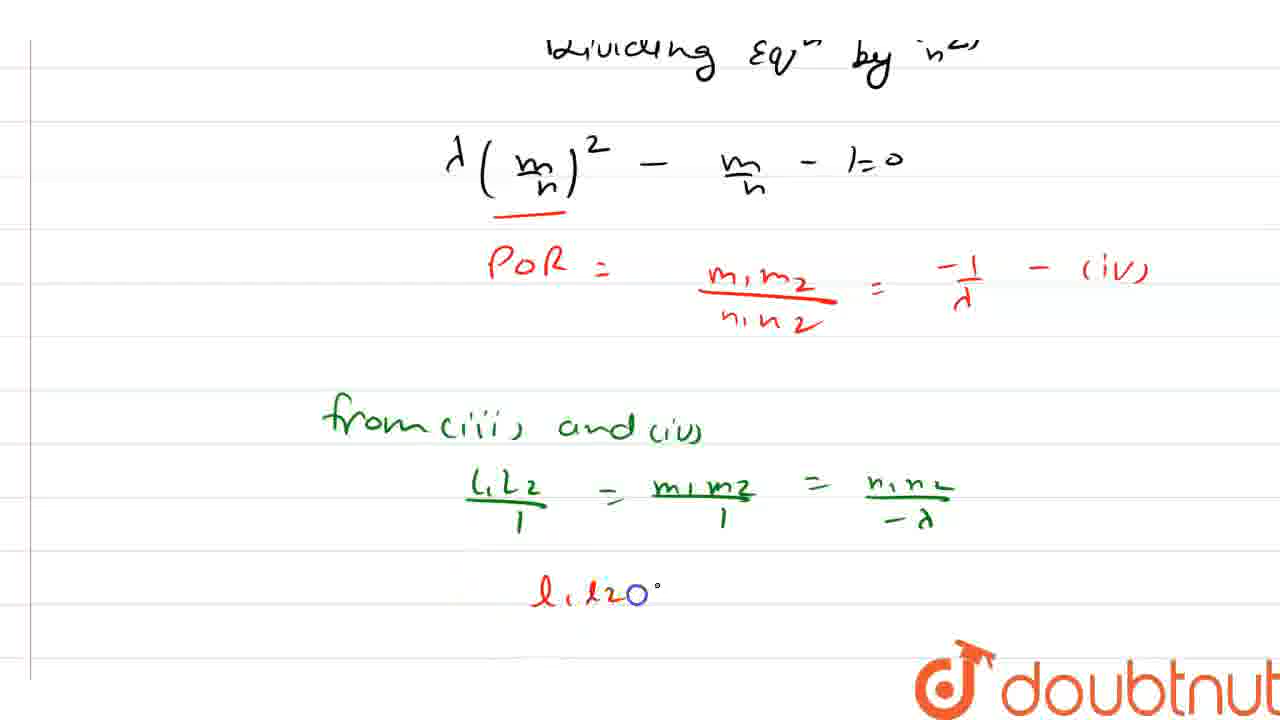 Dividing Eqⁿ by n²,
λ(m/n)² - m/n - 1=0
POR = m₁m₂/n₁n₂ = -1/λ - (iv)
from (iii) and (iv)
l₁l₂/1 = m₁m₂/1 = n₁n₂/-λ
l₁l₂
doubtnut